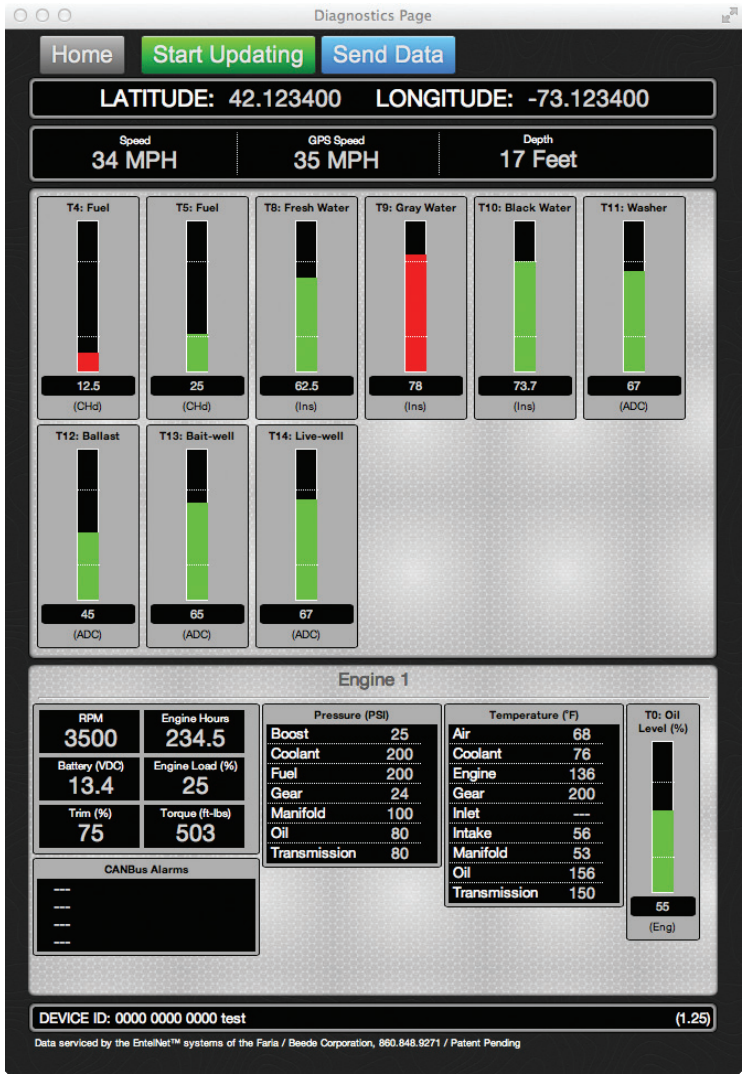 Diagnostics Page
Home Start Updating Send Data
LATITUDE: 42.123400 LONGITUDE: -73.123400
Speed GPS Speed Depth
34 MPH 35 MPH 17 Feet
T4: Fuel T5: Fuel T8: Fresh Water T9: Gray Water T10: Black Water T11: Washer
12.5 25 62.5 78 73.7 67
(CHd) (CHd) (Ins) (Ins) (Ins) (ADC)
T12: Ballast T13: Bait-well T14: Live-well
45 65 67
(ADC) (ADC) (ADC)
Engine 1
RPM Engine Hours
3500 234.5
Battery (VDC) Engine Load (%)
13.4 25
Trim (%) Torque (ft-lbs)
75 503
CANBus Alarms
---
---
---
---
Pressure (PSI)
Boost 25
Coolant 200
Fuel 200
Gear 24
Manifold 100
Oil 80
Transmission 80
Temperature (°F)
Air 68
Coolant 76
Engine 136
Gear 200
Inlet ---
Intake 56
Manifold 53
Oil 156
Transmission 150
T0: Oil
Level (%)
55
(Eng)
DEVICE ID: 0000 0000 0000 test (1.25)
Data serviced by the EntelNet™ systems of the Faria / Beede Corporation, 860.848.9271 / Patent Pending